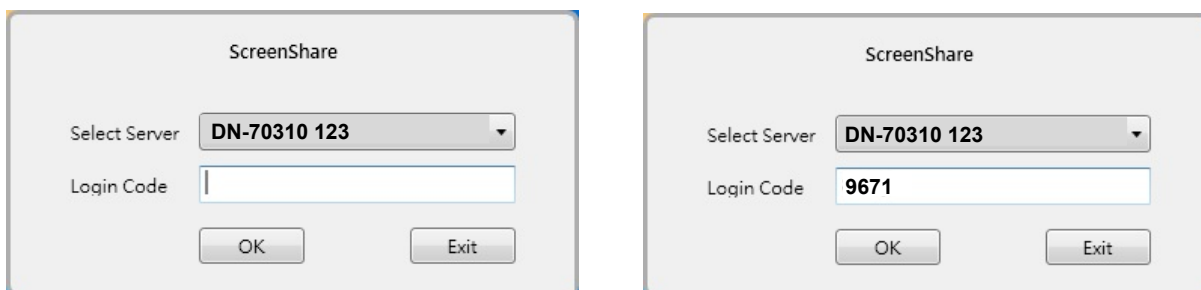 ScreenShare
Select Server DN-70310 123
Login Code
OK Exit
ScreenShare
Select Server DN-70310 123
Login Code 9671
OK Exit